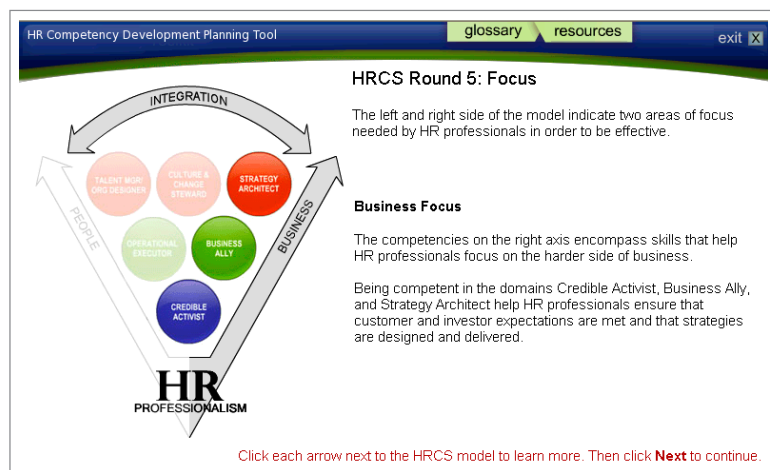 HR Competency Development Planning Tool
glossary
resources
exit X
HRCS Round 5: Focus
The left and right side of the model indicate two areas of focus
needed by HR professionals in order to be effective.
INTEGRATION
TALENT MGR/
ORG DESIGNER
CULTURE &
CHANGE
STEWARD
STRATEGY
ARCHITECT
PEOPLE
BUSINESS
OPERATIONAL
EXECUTOR
BUSINESS
ALLY
CREDIBLE
ACTIVIST
HR
PROFESSIONALISM
Business Focus
The competencies on the right axis encompass skills that help
HR professionals focus on the harder side of business.
Being competent in the domains Credible Activist, Business Ally,
and Strategy Architect help HR professionals ensure that
customer and investor expectations are met and that strategies
are designed and delivered.
Click each arrow next to the HRCS model to learn more. Then click Next to continue.